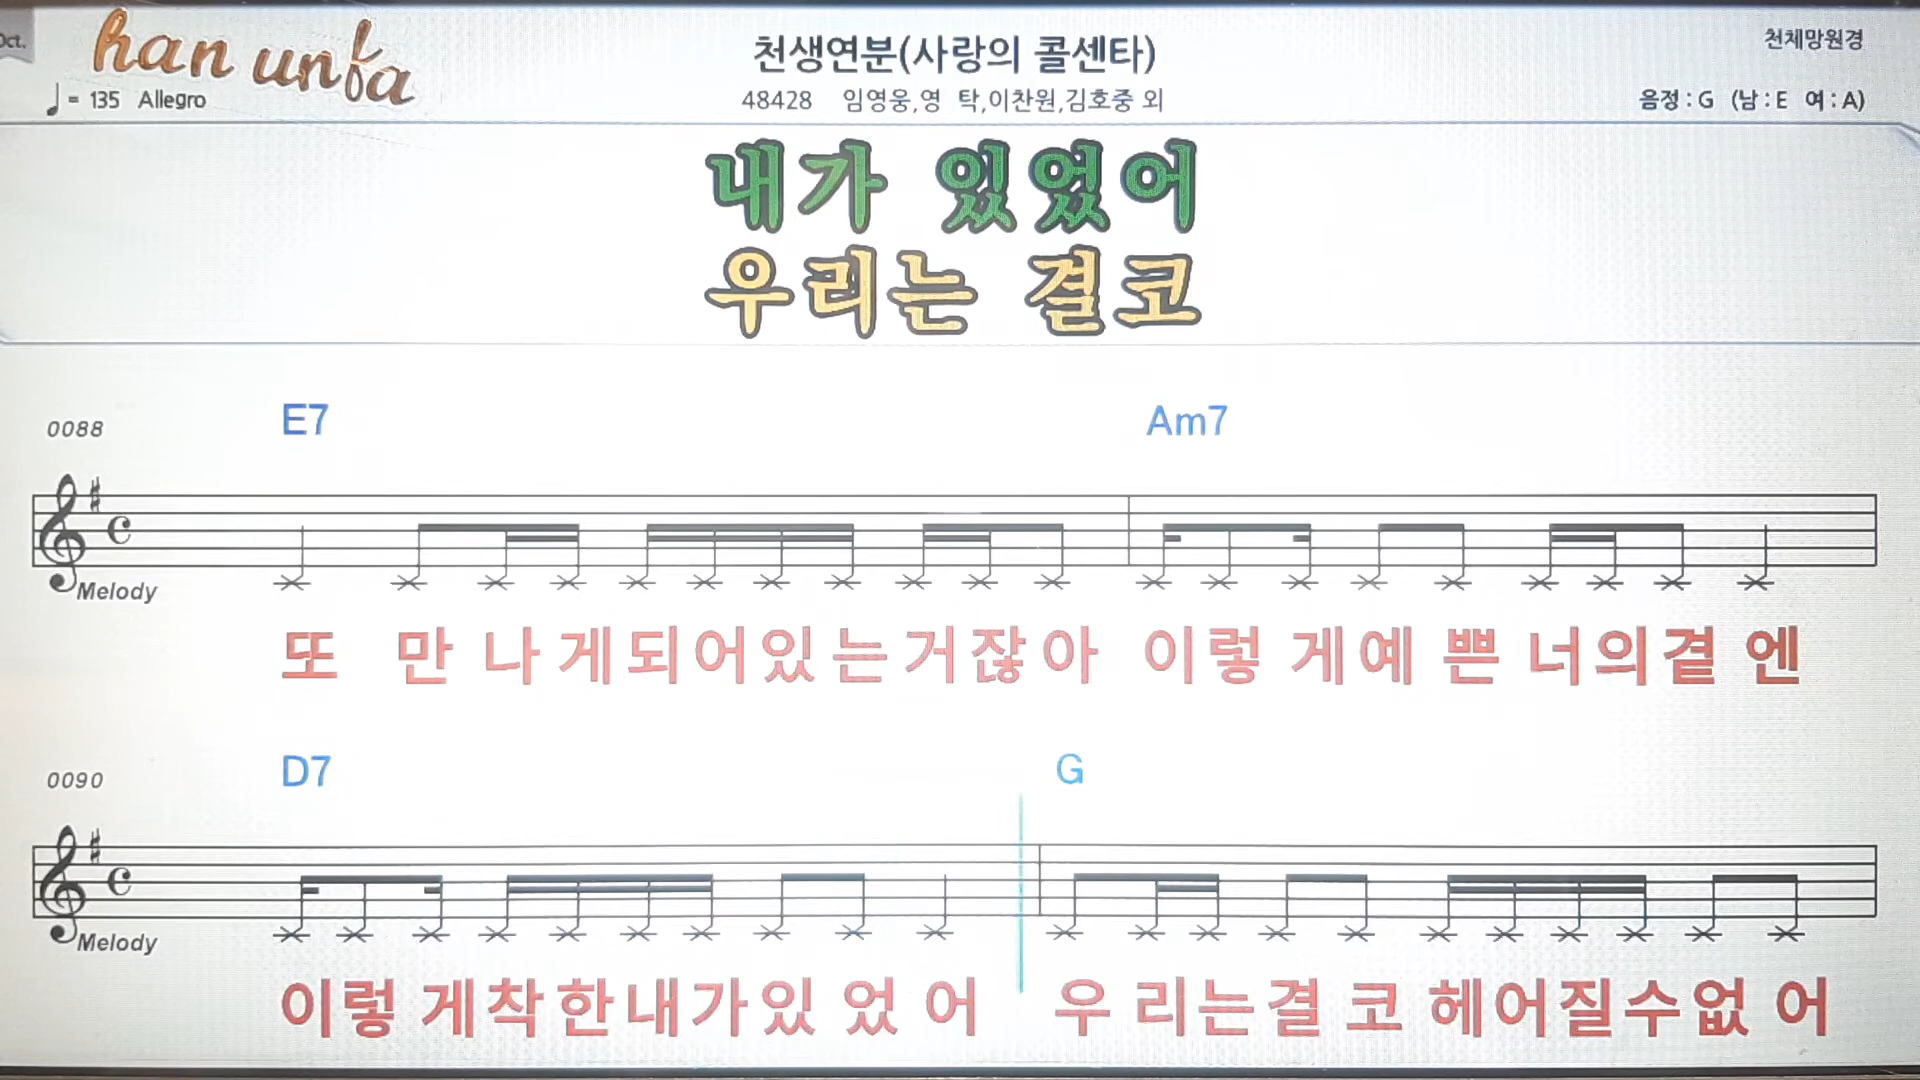 Oct.
han unfa
천생연분(사랑의 콜센타)
천체망원경
♩= 135 Allegro
48428 임영웅,영 탁,이찬원,김호중 외
음정 : G (남 : E 여 : A)
내가 있었어
우리는 결코
0088
E7 Am7
Melody
또 만 나 게 되 어 있 는 거 잖 아 이 렇 게 예 쁜 너 의 곁 엔
0090
D7 G
Melody
이 렇 게 착 한 내 가 있 었 어 우 리 는 결 코 헤 어 질 수 없 어